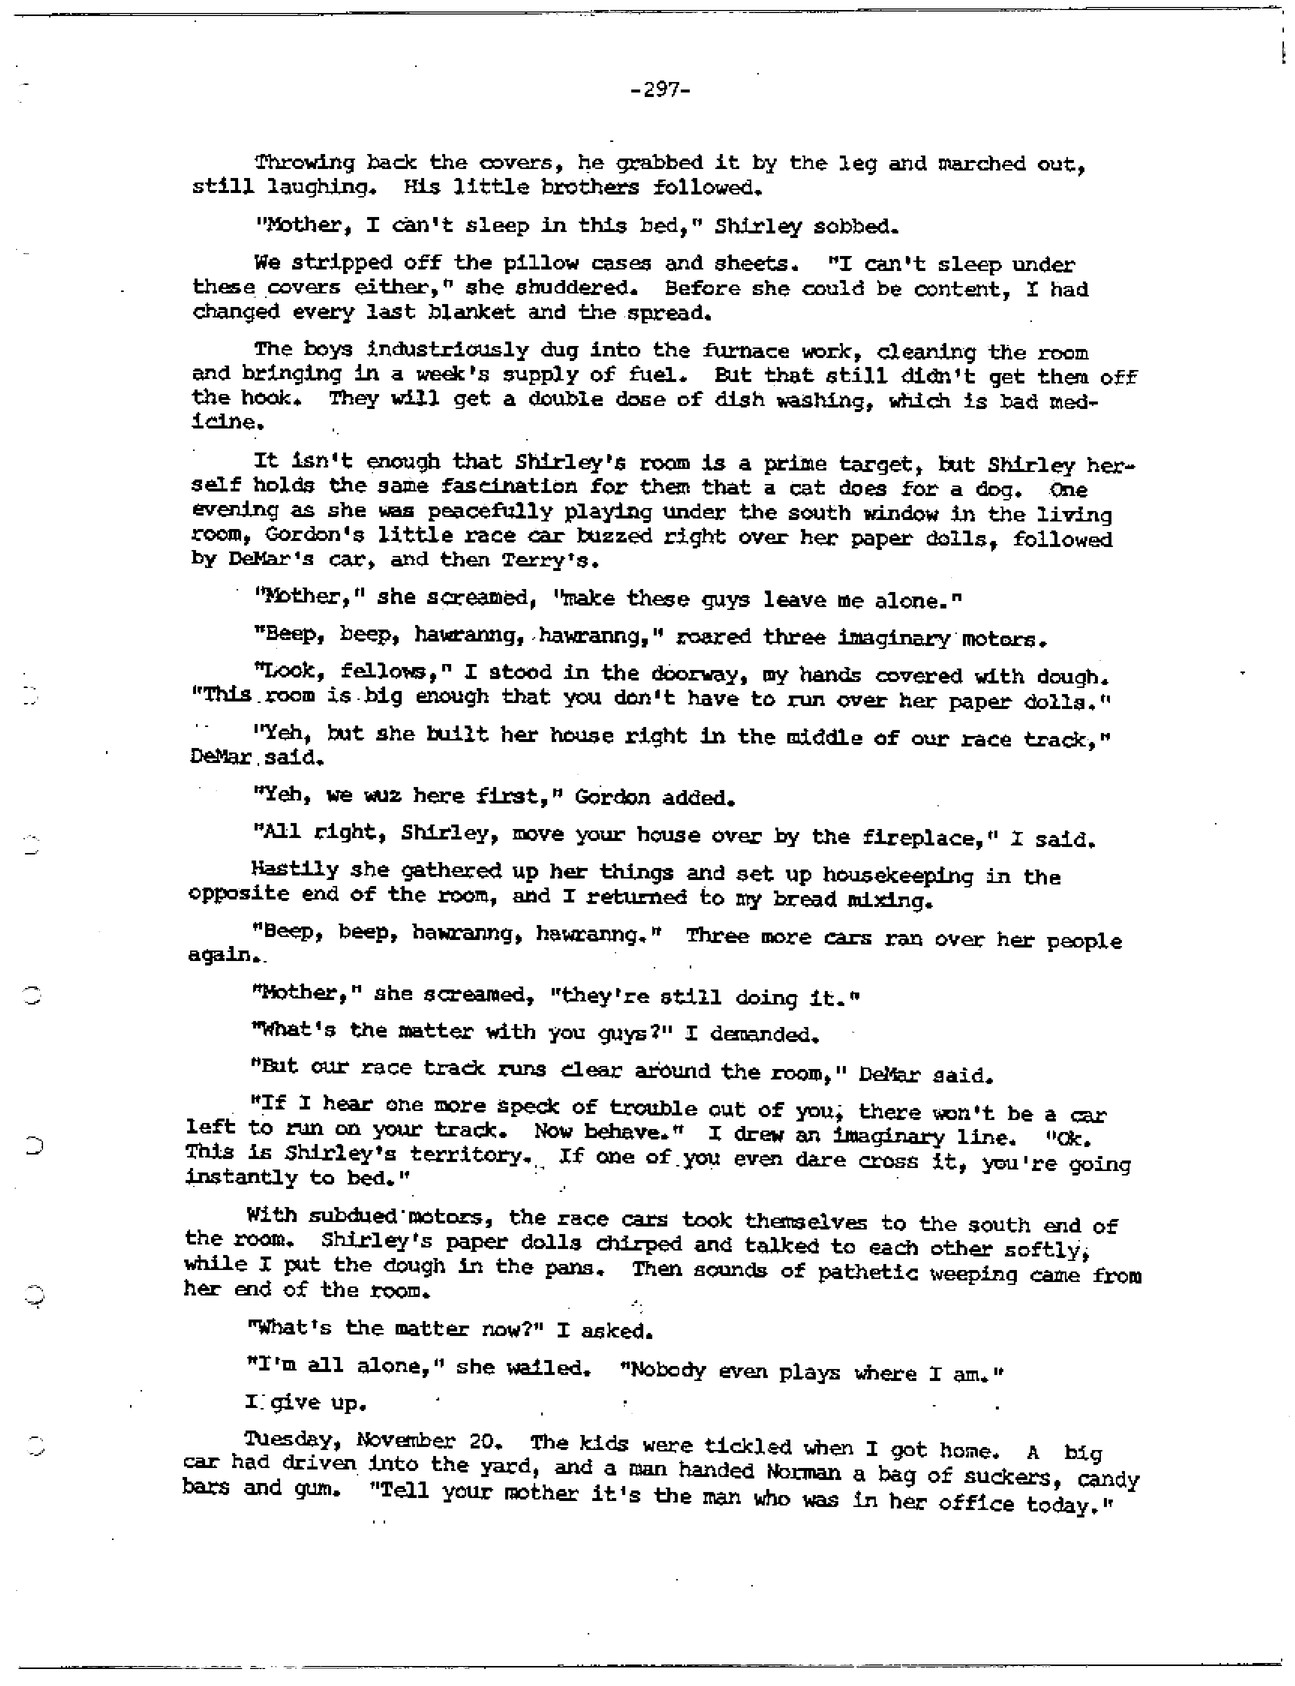 -297-
Throwing back the covers, he grabbed it by the leg and marched out,
still laughing. His little brothers followed.
"Mother, I can't sleep in this bed," Shirley sobbed.
We stripped off the pillow cases and sheets. "I can't sleep under
these covers either," she shuddered. Before she could be content, I had
changed every last blanket and the spread.
The boys industriously dug into the furnace work, cleaning the room
and bringing in a week's supply of fuel. But that still didn't get them off
the hook. They will get a double dose of dish washing, which is bad med-
icine.
It isn't enough that Shirley's room is a prime target, but Shirley her-
self holds the same fascination for them that a cat does for a dog. One
evening as she was peacefully playing under the south window in the living
room, Gordon's little race car buzzed right over her paper dolls, followed
by DeMar's car, and then Terry's.
"Mother," she screamed, "make these guys leave me alone."
"Beep, beep, hawranng, hawranng," roared three imaginary motors.
"Look, fellows," I stood in the doorway, my hands covered with dough.
"This room is big enough that you don't have to run over her paper dolls."
"Yeh, but she built her house right in the middle of our race track,"
DeMar said.
"Yeh, we wuz here first," Gordon added.
"All right, Shirley, move your house over by the fireplace," I said.
Hastily she gathered up her things and set up housekeeping in the
opposite end of the room, and I returned to my bread mixing.
"Beep, beep, hawranng, hawranng." Three more cars ran over her people
again.
"Mother," she screamed, "they're still doing it."
"What's the matter with you guys?" I demanded.
"But our race track runs clear around the room," DeMar said.
"If I hear one more speck of trouble out of you, there won't be a car
left to run on your track. Now behave." I drew an imaginary line. "Ok.
This is Shirley's territory. If one of you even dare cross it, you're going
instantly to bed."
With subdued motors, the race cars took themselves to the south end of
the room. Shirley's paper dolls chirped and talked to each other softly,
while I put the dough in the pans. Then sounds of pathetic weeping came from
her end of the room.
"What's the matter now?" I asked.
"I'm all alone," she wailed. "Nobody even plays where I am."
I give up.
Tuesday, November 20. The kids were tickled when I got home. A big
car had driven into the yard, and a man handed Norman a bag of suckers, candy
bars and gum. "Tell your mother it's the man who was in her office today."